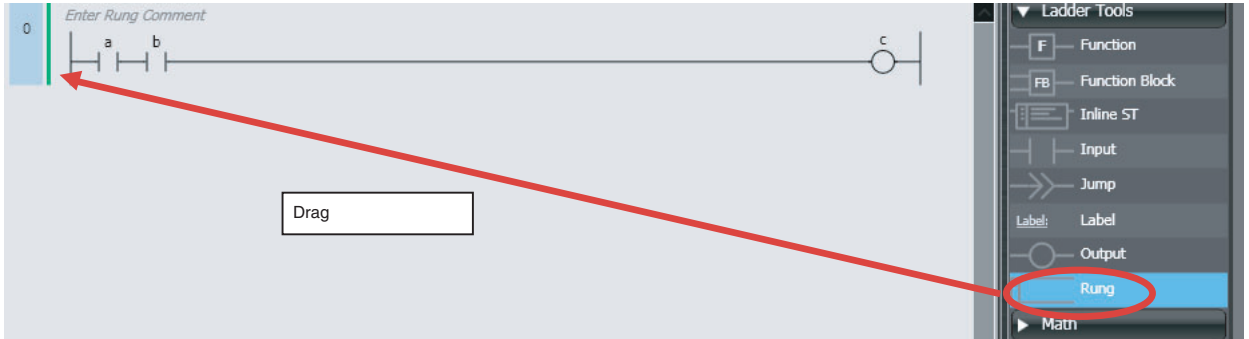 0
Enter Rung Comment
a b c
Drag
Ladder Tools
F Function
FB Function Block
Inline ST
Input
Jump
Label: Label
Output
Rung
Math